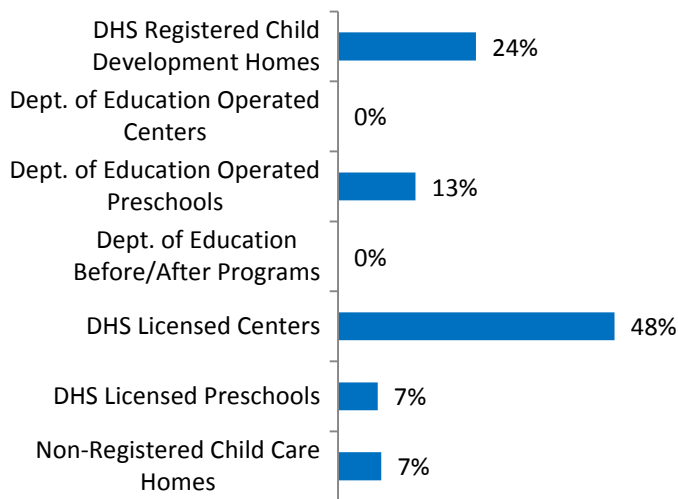 DHS Registered Child
Development Homes
24%
Dept. of Education Operated
Centers
0%
Dept. of Education Operated
Preschools
13%
Dept. of Education
Before/After Programs
0%
DHS Licensed Centers
48%
DHS Licensed Preschools
7%
Non-Registered Child Care
Homes
7%